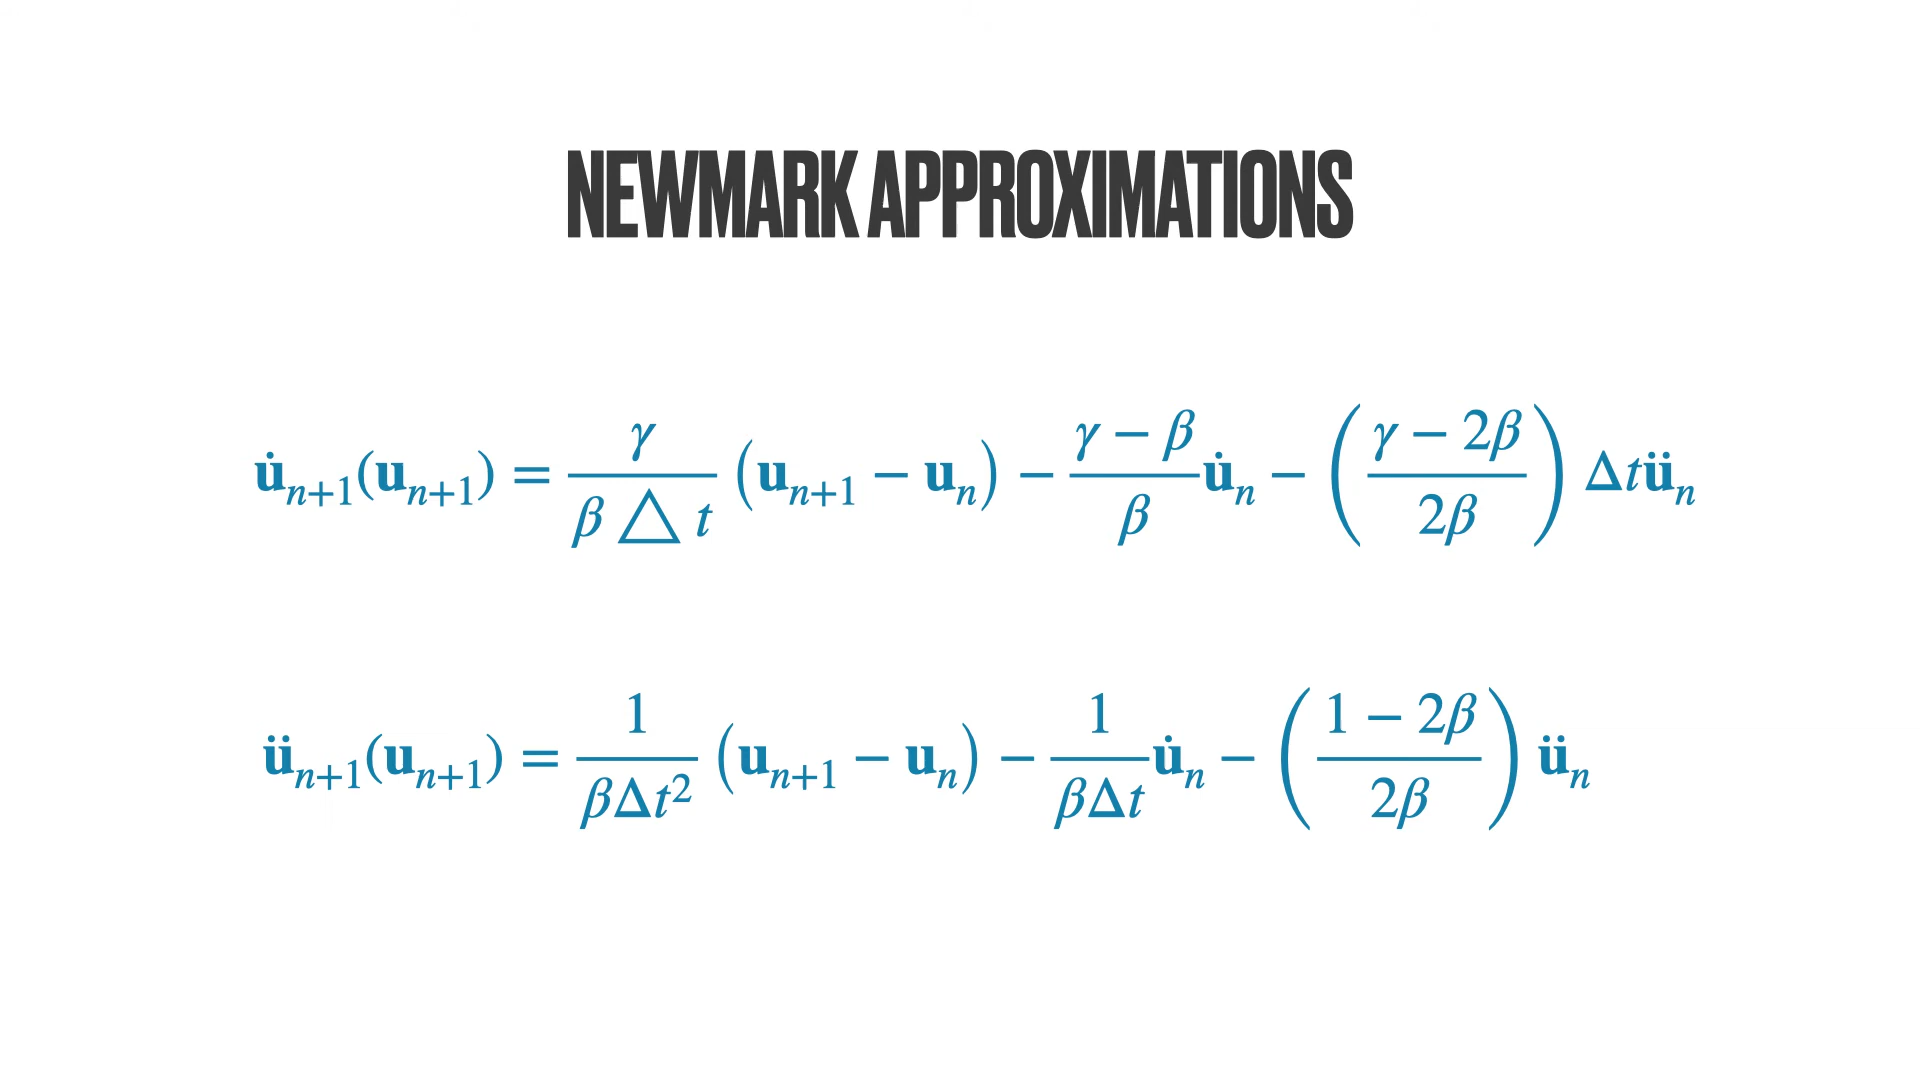 NEWMARK APPROXIMATIONS
u̇ₙ₊₁(uₙ₊₁) = γ/(β △ t) (uₙ₊₁ − uₙ) − (γ − β)/β u̇ₙ − ((γ − 2β)/(2β)) Δtüₙ
üₙ₊₁(uₙ₊₁) = 1/(βΔt²) (uₙ₊₁ − uₙ) − 1/(βΔt) u̇ₙ − ((1 − 2β)/(2β)) üₙ